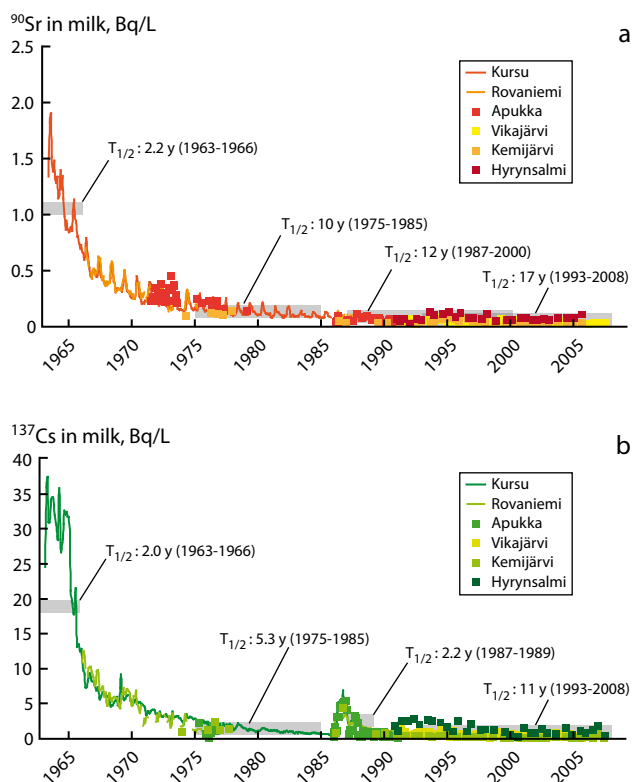 ⁹⁰Sr in milk, Bq/L
a
2.5
2.0
1.5
1.0
0.5
0
Kursu
Rovaniemi
Apukka
Vikajärvi
Kemijärvi
Hyrynsalmi
T1/2 : 2.2 y (1963-1966)
T1/2 : 10 y (1975-1985)
T1/2 : 12 y (1987-2000)
T1/2 : 17 y (1993-2008)
1965 1970 1975 1980 1985 1990 1995 2000 2005
¹³⁷Cs in milk, Bq/L
b
40
35
30
25
20
15
10
5
0
Kursu
Rovaniemi
Apukka
Vikajärvi
Kemijärvi
Hyrynsalmi
T1/2 : 2.0 y (1963-1966)
T1/2 : 5.3 y (1975-1985)
T1/2 : 2.2 y (1987-1989)
T1/2 : 11 y (1993-2008)
1965 1970 1975 1980 1985 1990 1995 2000 2005